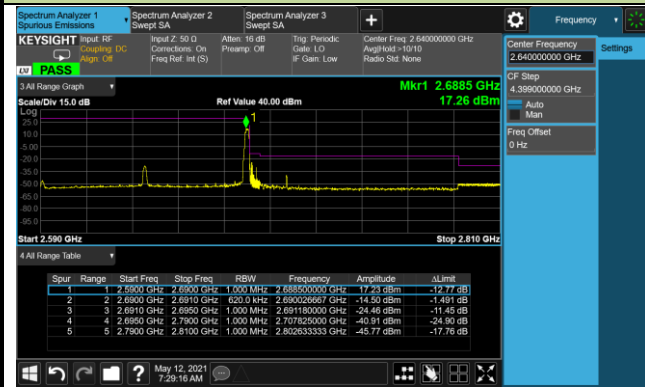 Spectrum Analyzer 1
Spurious Emissions
Spectrum Analyzer 2
Swept SA
Spectrum Analyzer 3
Swept SA
+
Frequency
KEYSIGHT
Input: RF
Coupling: DC
Align: Off
Input Z: 50 Ω
Corrections: On
Freq Ref: Int (S)
Atten: 16 dB
Preamp: Off
Trig: Periodic
Gate: LO
IF Gain: Low
Center Freq: 2.640000000 GHz
Avg|Hold:>10/10
Radio Std: None
LXI
PASS
Center Frequency
2.640000000 GHz
Settings
CF Step
4.399000000 GHz
Auto
Man
Freq Offset
0 Hz
3 All Range Graph
Mkr1 2.6885 GHz
17.26 dBm
Scale/Div 15.0 dB
Ref Value 40.00 dBm
Log
25.0
10.0
-5.00
-20.0
-35.0
-50.0
-65.0
-80.0
-95.0
1
Start 2.590 GHz
Stop 2.810 GHz
4 All Range Table
Spur Range Start Freq Stop Freq RBW Frequency Amplitude ΔLimit
1 1 2.5900 GHz 2.6900 GHz 1.000 MHz 2.688500000 GHz 17.23 dBm -12.77 dB
2 2 2.6900 GHz 2.6910 GHz 620.0 kHz 2.690026667 GHz -14.50 dBm -1.491 dB
3 3 2.6910 GHz 2.6950 GHz 1.000 MHz 2.691180000 GHz -24.46 dBm -11.45 dB
4 4 2.6950 GHz 2.7900 GHz 1.000 MHz 2.707825000 GHz -40.91 dBm -24.90 dB
5 5 2.7900 GHz 2.8100 GHz 1.000 MHz 2.802633333 GHz -45.77 dBm -17.76 dB
?
May 12, 2021
7:29:16 AM